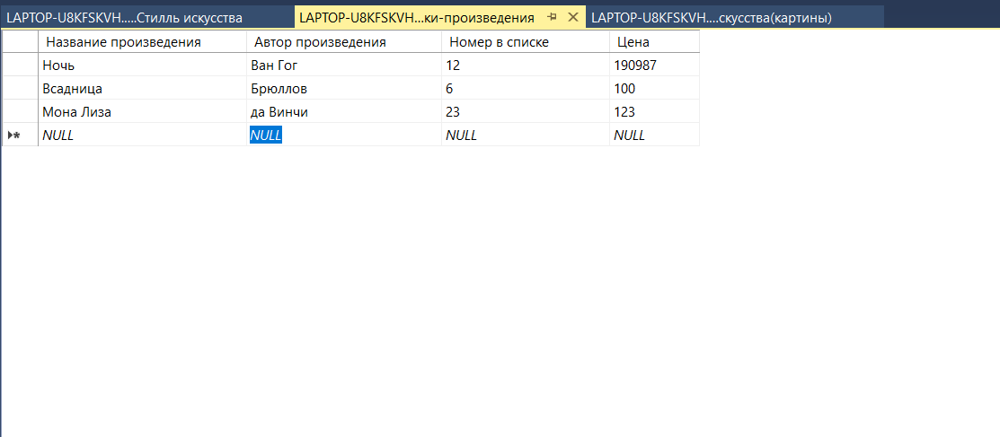 LAPTOP-U8KFSKVH.....Стилль искусства LAPTOP-U8KFSKVH...ки-произведения LAPTOP-U8KFSKVH....скусства(картины)
Название произведения Автор произведения Номер в списке Цена
Ночь Ван Гог 12 190987
Всадница Брюллов 6 100
Мона Лиза да Винчи 23 123
NULL NULL NULL NULL